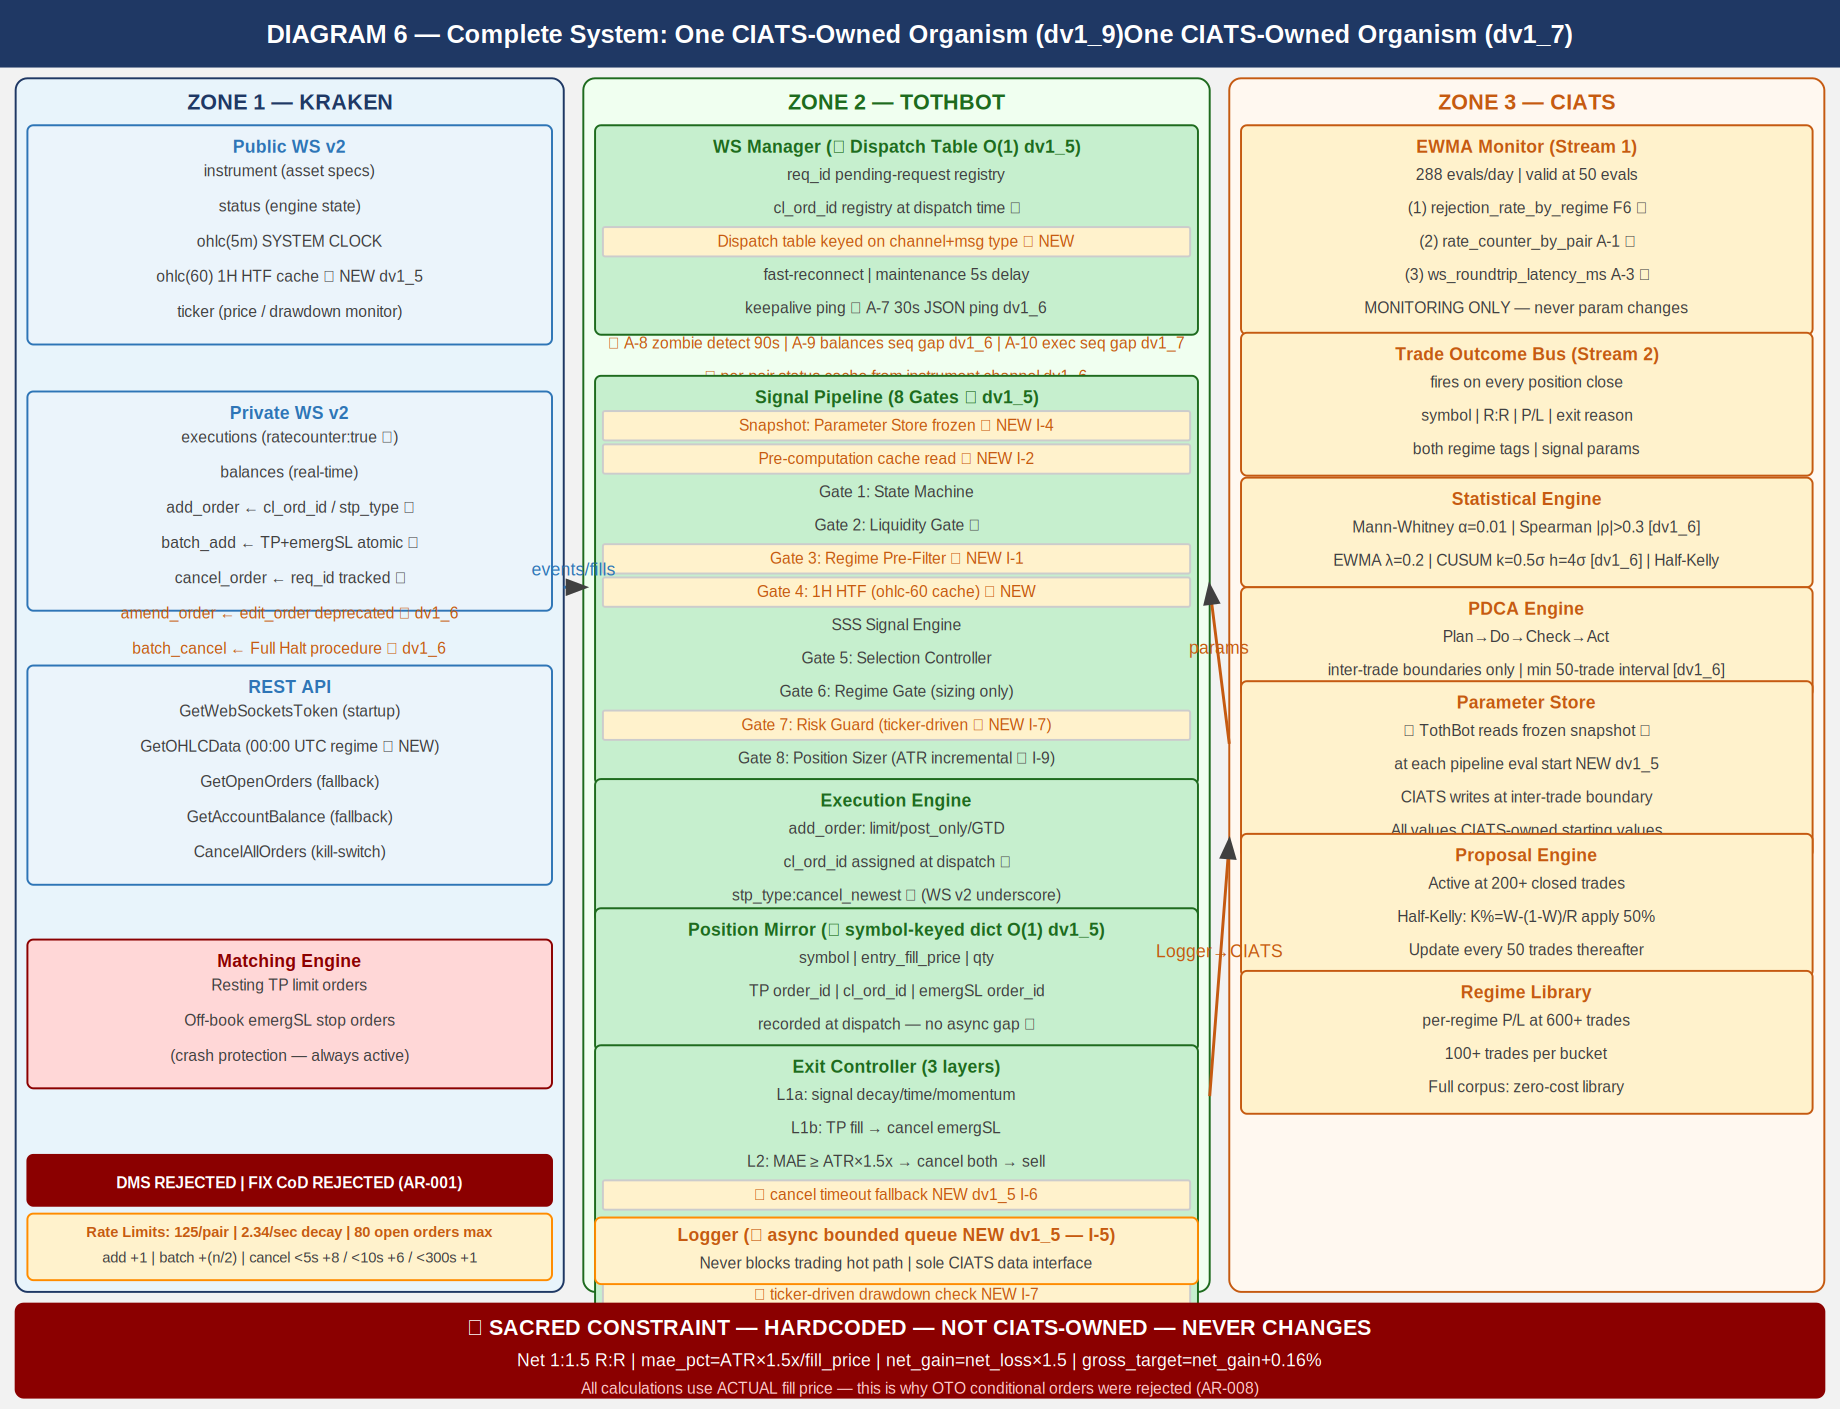 DIAGRAM 6 — Complete System: One CIATS-Owned Organism (dv1_9)One CIATS-Owned Organism (dv1_7)
ZONE 1 — KRAKEN
Public WS v2
instrument (asset specs)
status (engine state)
ohlc(5m) SYSTEM CLOCK
ohlc(60) 1H HTF cache □ NEW dv1_5
ticker (price / drawdown monitor)
Private WS v2
executions (ratecounter:true □)
balances (real-time)
add_order ← cl_ord_id / stp_type □
batch_add ← TP+emergSL atomic □
cancel_order ← req_id tracked □
amend_order ← edit_order deprecated □ dv1_6
batch_cancel ← Full Halt procedure □ dv1_6
REST API
GetWebSocketsToken (startup)
GetOHLCData (00:00 UTC regime □ NEW)
GetOpenOrders (fallback)
GetAccountBalance (fallback)
CancelAllOrders (kill-switch)
Matching Engine
Resting TP limit orders
Off-book emergSL stop orders
(crash protection — always active)
DMS REJECTED | FIX CoD REJECTED (AR-001)
Rate Limits: 125/pair | 2.34/sec decay | 80 open orders max
add +1 | batch +(n/2) | cancel <5s +8 / <10s +6 / <300s +1
events/fills
ZONE 2 — TOTHBOT
WS Manager (□ Dispatch Table O(1) dv1_5)
req_id pending-request registry
cl_ord_id registry at dispatch time □
Dispatch table keyed on channel+msg type □ NEW
fast-reconnect | maintenance 5s delay
keepalive ping □ A-7 30s JSON ping dv1_6
□ A-8 zombie detect 90s | A-9 balances seq gap dv1_6 | A-10 exec seq gap dv1_7
□ per-pair status cache from instrument channel dv1_6
Signal Pipeline (8 Gates □ dv1_5)
Snapshot: Parameter Store frozen □ NEW I-4
Pre-computation cache read □ NEW I-2
Gate 1: State Machine
Gate 2: Liquidity Gate □
Gate 3: Regime Pre-Filter □ NEW I-1
Gate 4: 1H HTF (ohlc-60 cache) □ NEW
SSS Signal Engine
Gate 5: Selection Controller
Gate 6: Regime Gate (sizing only)
Gate 7: Risk Guard (ticker-driven □ NEW I-7)
Gate 8: Position Sizer (ATR incremental □ I-9)
Execution Engine
add_order: limit/post_only/GTD
cl_ord_id assigned at dispatch □
stp_type:cancel_newest □ (WS v2 underscore)
Position Mirror (□ symbol-keyed dict O(1) dv1_5)
symbol | entry_fill_price | qty
TP order_id | cl_ord_id | emergSL order_id
recorded at dispatch — no async gap □
Exit Controller (3 layers)
L1a: signal decay/time/momentum
L1b: TP fill → cancel emergSL
L2: MAE ≥ ATR×1.5x → cancel both → sell
□ cancel timeout fallback NEW dv1_5 I-6
Logger (□ async bounded queue NEW dv1_5 — I-5)
Never blocks trading hot path | sole CIATS data interface
□ ticker-driven drawdown check NEW I-7
params
Logger→CIATS
ZONE 3 — CIATS
EWMA Monitor (Stream 1)
288 evals/day | valid at 50 evals
(1) rejection_rate_by_regime F6 □
(2) rate_counter_by_pair A-1 □
(3) ws_roundtrip_latency_ms A-3 □
MONITORING ONLY — never param changes
Trade Outcome Bus (Stream 2)
fires on every position close
symbol | R:R | P/L | exit reason
both regime tags | signal params
Statistical Engine
Mann-Whitney α=0.01 | Spearman |ρ|>0.3 [dv1_6]
EWMA λ=0.2 | CUSUM k=0.5σ h=4σ [dv1_6] | Half-Kelly
PDCA Engine
Plan→Do→Check→Act
inter-trade boundaries only | min 50-trade interval [dv1_6]
Parameter Store
□ TothBot reads frozen snapshot □
at each pipeline eval start NEW dv1_5
CIATS writes at inter-trade boundary
All values CIATS-owned starting values
Proposal Engine
Active at 200+ closed trades
Half-Kelly: K%=W-(1-W)/R apply 50%
Update every 50 trades thereafter
Regime Library
per-regime P/L at 600+ trades
100+ trades per bucket
Full corpus: zero-cost library
□ SACRED CONSTRAINT — HARDCODED — NOT CIATS-OWNED — NEVER CHANGES
Net 1:1.5 R:R | mae_pct=ATR×1.5x/fill_price | net_gain=net_loss×1.5 | gross_target=net_gain+0.16%
All calculations use ACTUAL fill price — this is why OTO conditional orders were rejected (AR-008)